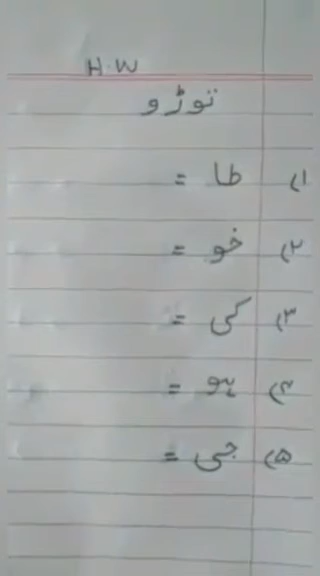 H.W
توڑو
۱) طا =
۲) خو =
۳) کی =
۴) ہو =
۵) جی =